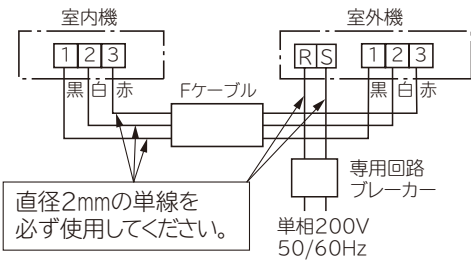 室内機
室外機
1 2 3
R S
1 2 3
黒 白 赤
黒 白 赤
Fケーブル
専用回路
ブレーカー
直径2mmの単線を
必ず使用してください。
単相200V
50/60Hz